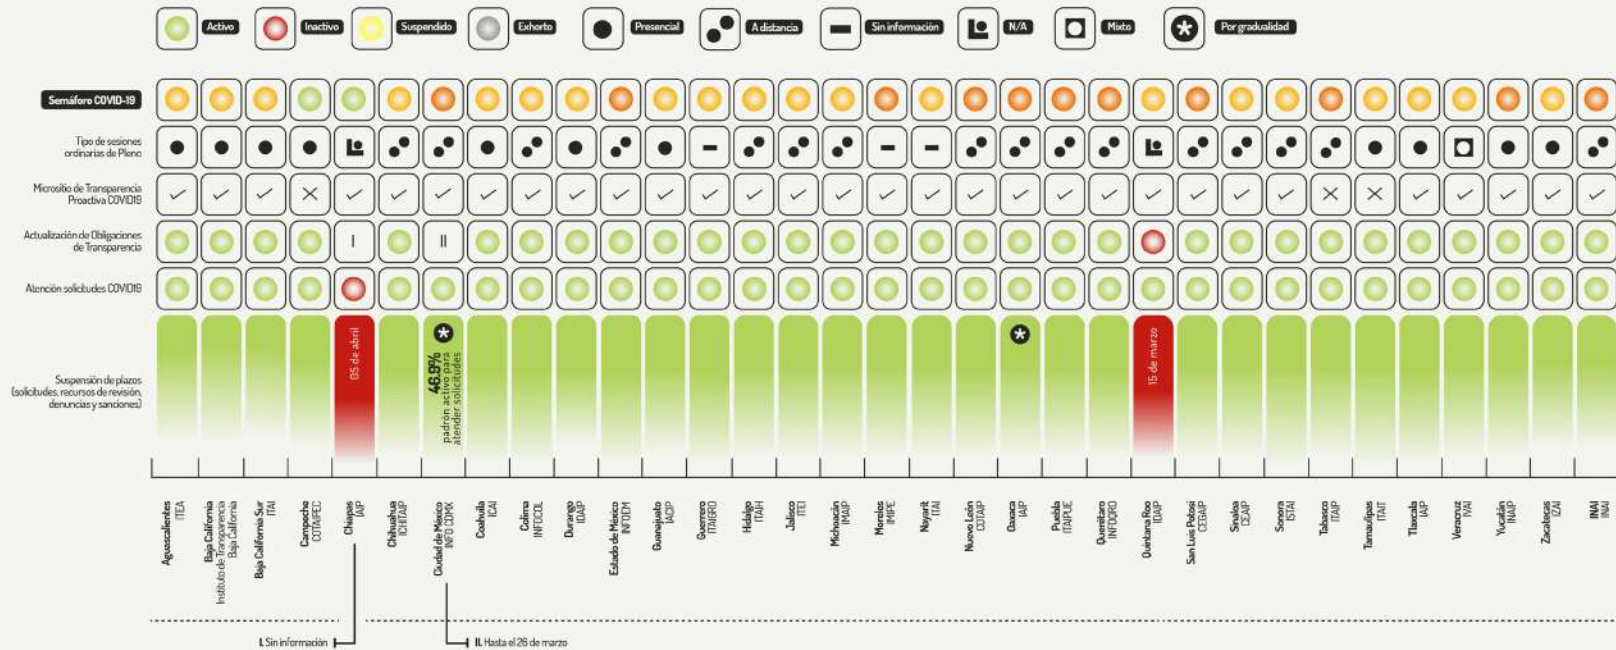 Activo
Inactivo
Suspendido
Exhorto
Presencial
A distancia
Sin información
N/A
Mixto
Por gradualidad
Semáforo COVID-19
Tipo de sesiones
ordinarias de Pleno
Micrositio de Transparencia
Proactiva COVID19
Actualización de Obligaciones
de Transparencia
I
II
Atención solicitudes COVID19
Suspensión de plazos
(solicitudes, recursos de revisión,
denuncias y sanciones)
05 de abril
46.9%
padrón activo para
atender solicitudes
15 de marzo
Aguascalientes
ITEA
Baja California
Instituto de Transparencia
Baja California
Baja California Sur
ITAI
Campeche
COTAIPEC
Chiapas
IAIP
Chihuahua
ICHITAIP
Ciudad de México
INFO CDMX
Coahuila
ICAI
Colima
INFOCOL
Durango
IDAIP
Estado de México
INFOEM
Guanajuato
IACIP
Guerrero
ITAIGRO
Hidalgo
ITAIH
Jalisco
ITEI
Michoacán
IMAIP
Morelos
IMIPE
Nayarit
ITAI
Nuevo León
COTAIP
Oaxaca
IAIP
Puebla
ITAIPUE
Querétaro
INFOQRO
Quintana Roo
IDAIP
San Luis Potosí
CEGAIP
Sinaloa
CEAIP
Sonora
ISTAI
Tabasco
ITAIP
Tamaulipas
ITAIT
Tlaxcala
IAIP
Veracruz
IVAI
Yucatán
INAIP
Zacatecas
IZAI
INAI
INAI
I. Sin información
II. Hasta el 26 de marzo